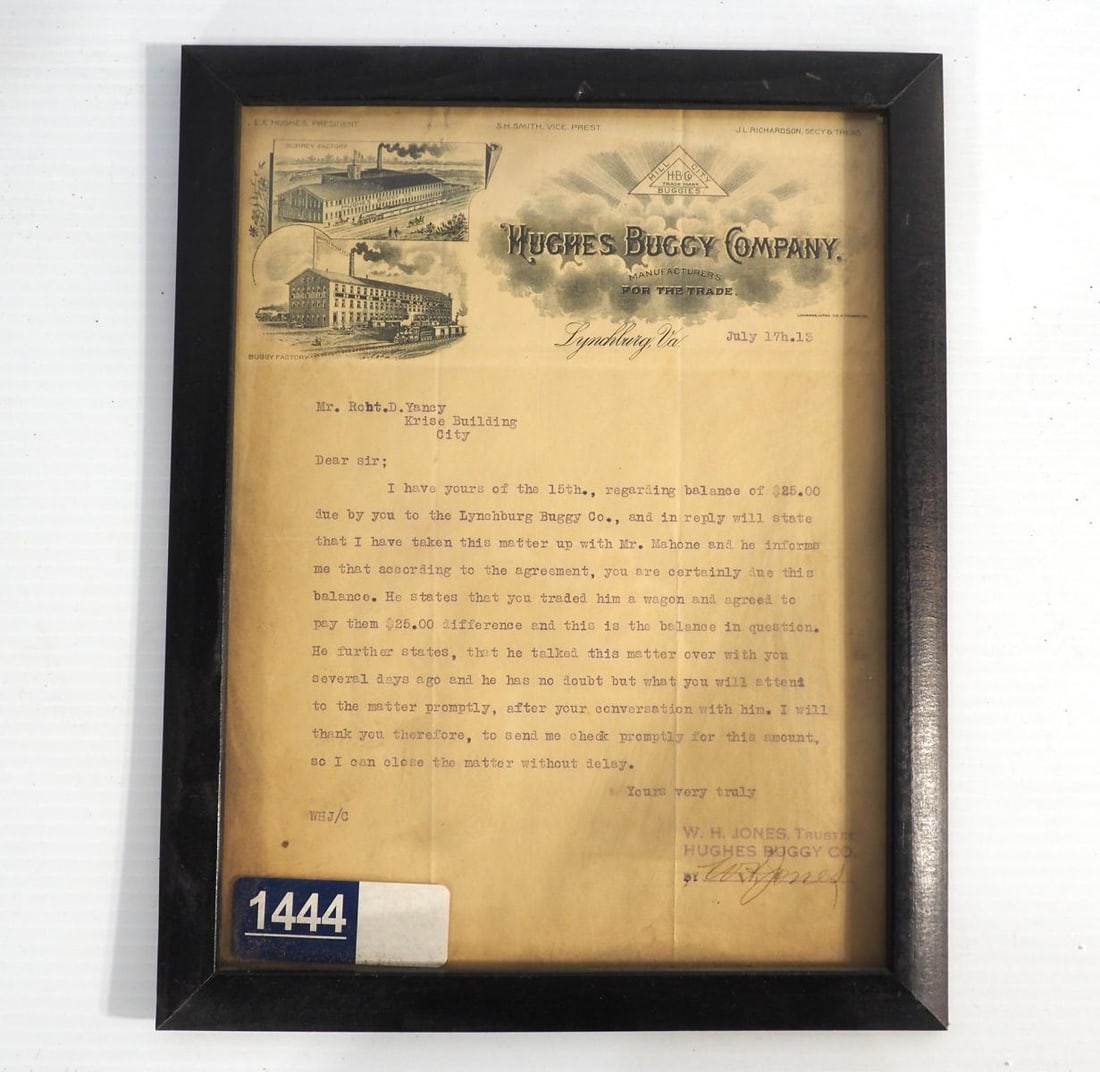 E.E. HUGHES, PRESIDENT
S.H. SMITH, VICE. PREST
J.L. RICHARDSON, SECY & TREAS
SURREY FACTORY
HILL CITY
HBCo
TRADE MARK
BUGGIES
HUGHES BUGGY COMPANY.
MANUFACTURERS
FOR THE TRADE.
BUGGY FACTORY
Lynchburg, Va
July 17h.13
Mr. Robt.D.Yancy
Krise Building
City
Dear sir;
I have yours of the 15th., regarding balance of $25.00
due by you to the Lynchburg Buggy Co., and in reply will state
that I have taken this matter up with Mr. Mahone and he informs
me that according to the agreement, you are certainly due this
balance. He states that you traded him a wagon and agreed to
pay them $25.00 difference and this is the balance in question.
He further states, that he talked this matter over with you
several days ago and he has no doubt but what you will attent
to the matter promptly, after your conversation with him. I will
thank you therefore, to send me check promptly for this amount,
so I can close the matter without delay.
Yours very truly
WHJ/C
W. H. JONES, TRUSTEE
HUGHES BUGGY CO.
BY WHJones
1444